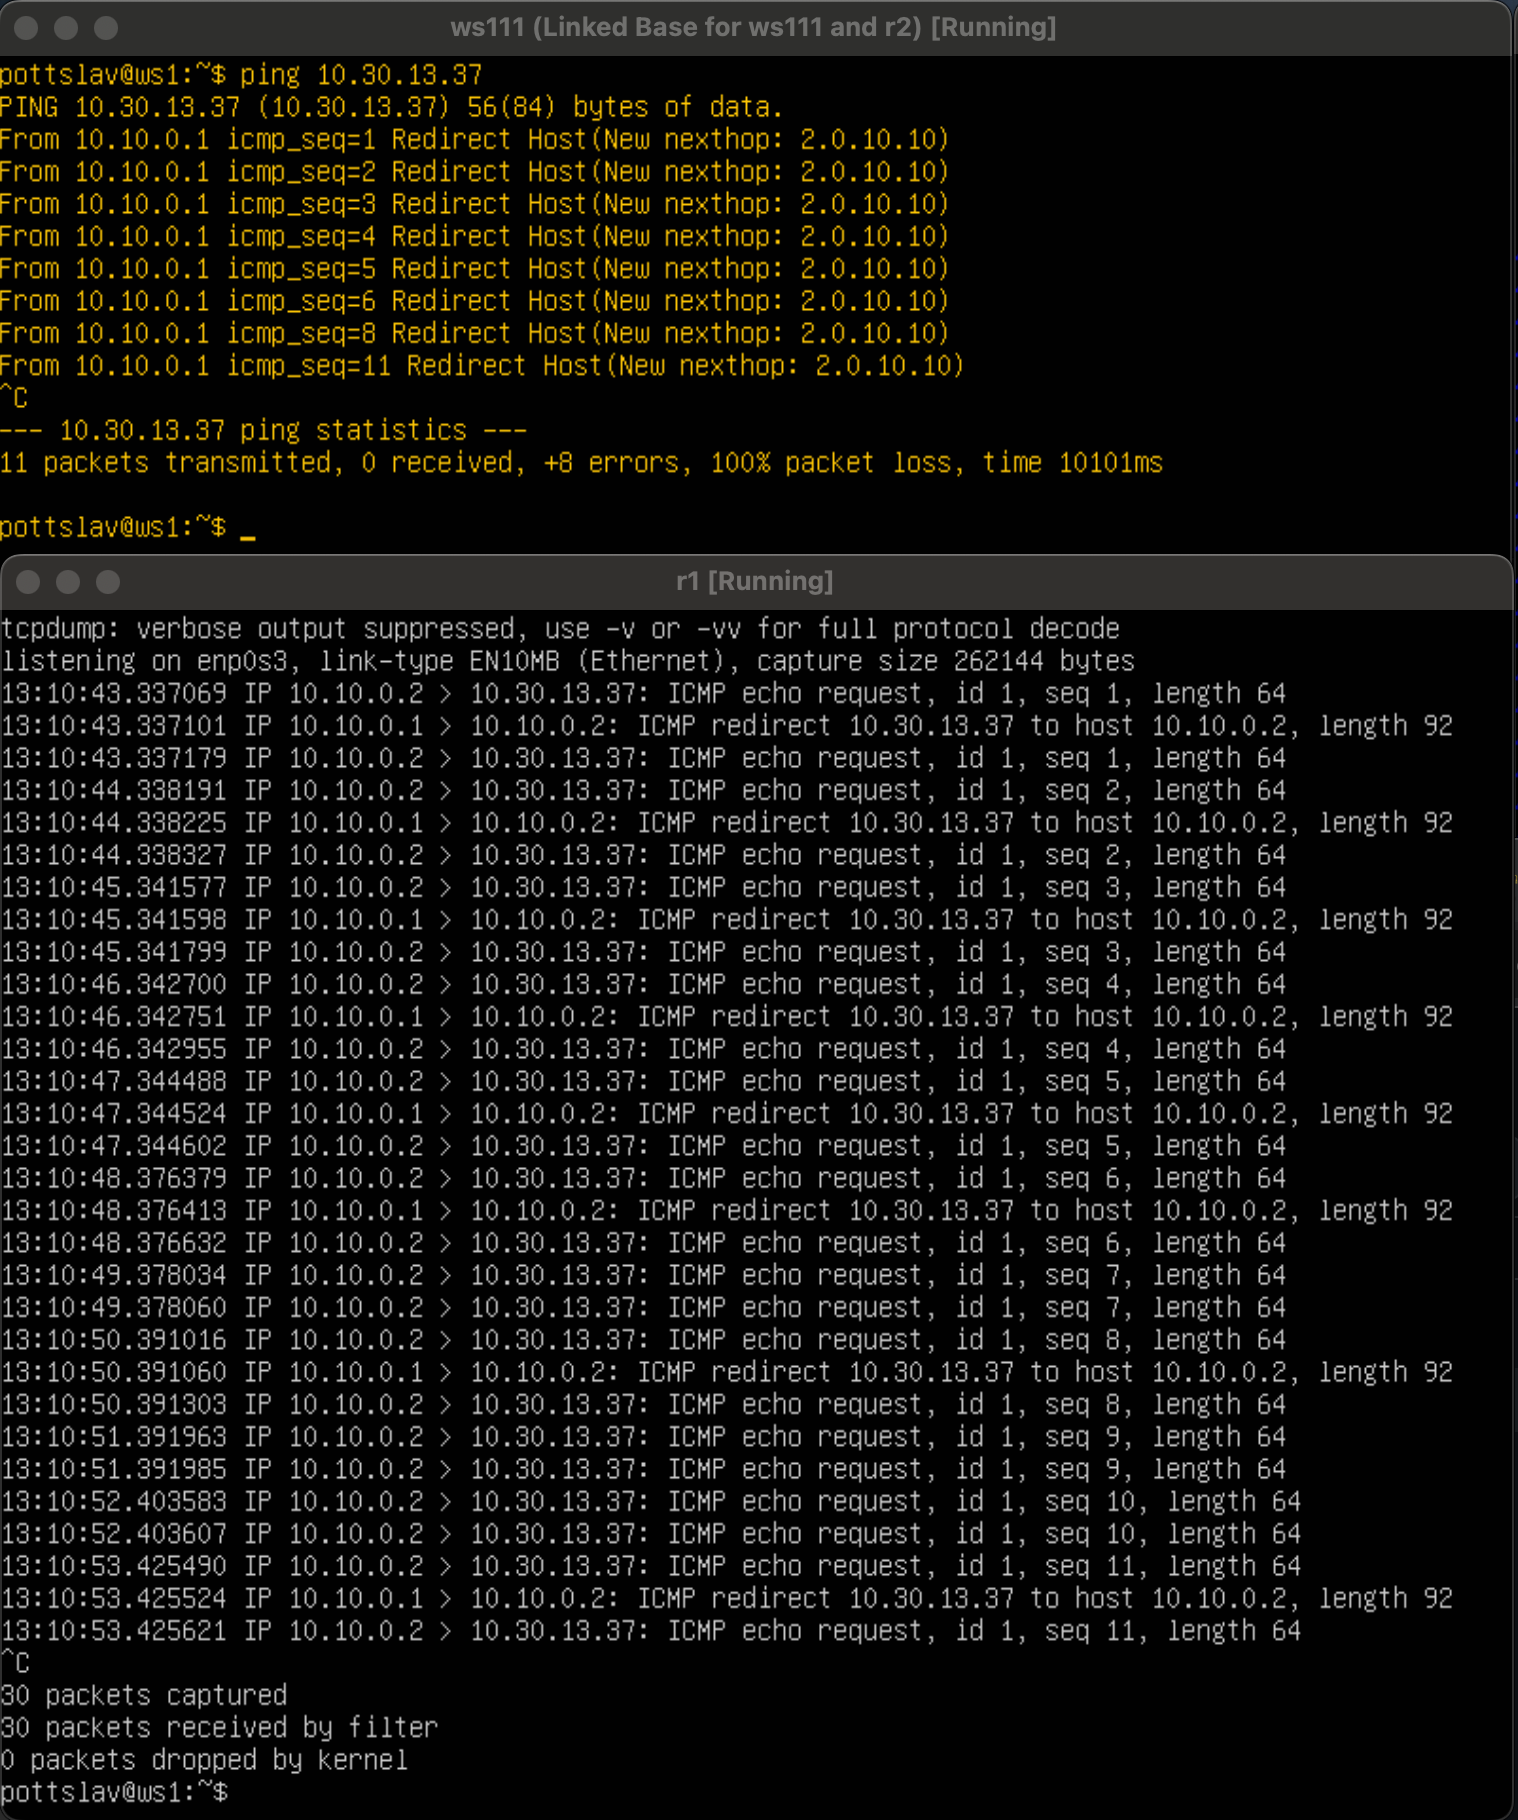 ws111 (Linked Base for ws111 and r2) [Running]
pottslav@ws1:~$ ping 10.30.13.37
PING 10.30.13.37 (10.30.13.37) 56(84) bytes of data.
From 10.10.0.1 icmp_seq=1 Redirect Host(New nexthop: 2.0.10.10)
From 10.10.0.1 icmp_seq=2 Redirect Host(New nexthop: 2.0.10.10)
From 10.10.0.1 icmp_seq=3 Redirect Host(New nexthop: 2.0.10.10)
From 10.10.0.1 icmp_seq=4 Redirect Host(New nexthop: 2.0.10.10)
From 10.10.0.1 icmp_seq=5 Redirect Host(New nexthop: 2.0.10.10)
From 10.10.0.1 icmp_seq=6 Redirect Host(New nexthop: 2.0.10.10)
From 10.10.0.1 icmp_seq=8 Redirect Host(New nexthop: 2.0.10.10)
From 10.10.0.1 icmp_seq=11 Redirect Host(New nexthop: 2.0.10.10)
^C
--- 10.30.13.37 ping statistics ---
11 packets transmitted, 0 received, +8 errors, 100% packet loss, time 10101ms
pottslav@ws1:~$ _
r1 [Running]
tcpdump: verbose output suppressed, use -v or -vv for full protocol decode
listening on enp0s3, link-type EN10MB (Ethernet), capture size 262144 bytes
13:10:43.337069 IP 10.10.0.2 > 10.30.13.37: ICMP echo request, id 1, seq 1, length 64
13:10:43.337101 IP 10.10.0.1 > 10.10.0.2: ICMP redirect 10.30.13.37 to host 10.10.0.2, length 92
13:10:43.337179 IP 10.10.0.2 > 10.30.13.37: ICMP echo request, id 1, seq 1, length 64
13:10:44.338191 IP 10.10.0.2 > 10.30.13.37: ICMP echo request, id 1, seq 2, length 64
13:10:44.338225 IP 10.10.0.1 > 10.10.0.2: ICMP redirect 10.30.13.37 to host 10.10.0.2, length 92
13:10:44.338327 IP 10.10.0.2 > 10.30.13.37: ICMP echo request, id 1, seq 2, length 64
13:10:45.341577 IP 10.10.0.2 > 10.30.13.37: ICMP echo request, id 1, seq 3, length 64
13:10:45.341598 IP 10.10.0.1 > 10.10.0.2: ICMP redirect 10.30.13.37 to host 10.10.0.2, length 92
13:10:45.341799 IP 10.10.0.2 > 10.30.13.37: ICMP echo request, id 1, seq 3, length 64
13:10:46.342700 IP 10.10.0.2 > 10.30.13.37: ICMP echo request, id 1, seq 4, length 64
13:10:46.342751 IP 10.10.0.1 > 10.10.0.2: ICMP redirect 10.30.13.37 to host 10.10.0.2, length 92
13:10:46.342955 IP 10.10.0.2 > 10.30.13.37: ICMP echo request, id 1, seq 4, length 64
13:10:47.344488 IP 10.10.0.2 > 10.30.13.37: ICMP echo request, id 1, seq 5, length 64
13:10:47.344524 IP 10.10.0.1 > 10.10.0.2: ICMP redirect 10.30.13.37 to host 10.10.0.2, length 92
13:10:47.344602 IP 10.10.0.2 > 10.30.13.37: ICMP echo request, id 1, seq 5, length 64
13:10:48.376379 IP 10.10.0.2 > 10.30.13.37: ICMP echo request, id 1, seq 6, length 64
13:10:48.376413 IP 10.10.0.1 > 10.10.0.2: ICMP redirect 10.30.13.37 to host 10.10.0.2, length 92
13:10:48.376632 IP 10.10.0.2 > 10.30.13.37: ICMP echo request, id 1, seq 6, length 64
13:10:49.378034 IP 10.10.0.2 > 10.30.13.37: ICMP echo request, id 1, seq 7, length 64
13:10:49.378060 IP 10.10.0.2 > 10.30.13.37: ICMP echo request, id 1, seq 7, length 64
13:10:50.391016 IP 10.10.0.2 > 10.30.13.37: ICMP echo request, id 1, seq 8, length 64
13:10:50.391060 IP 10.10.0.1 > 10.10.0.2: ICMP redirect 10.30.13.37 to host 10.10.0.2, length 92
13:10:50.391303 IP 10.10.0.2 > 10.30.13.37: ICMP echo request, id 1, seq 8, length 64
13:10:51.391963 IP 10.10.0.2 > 10.30.13.37: ICMP echo request, id 1, seq 9, length 64
13:10:51.391985 IP 10.10.0.2 > 10.30.13.37: ICMP echo request, id 1, seq 9, length 64
13:10:52.403583 IP 10.10.0.2 > 10.30.13.37: ICMP echo request, id 1, seq 10, length 64
13:10:52.403607 IP 10.10.0.2 > 10.30.13.37: ICMP echo request, id 1, seq 10, length 64
13:10:53.425490 IP 10.10.0.2 > 10.30.13.37: ICMP echo request, id 1, seq 11, length 64
13:10:53.425524 IP 10.10.0.1 > 10.10.0.2: ICMP redirect 10.30.13.37 to host 10.10.0.2, length 92
13:10:53.425621 IP 10.10.0.2 > 10.30.13.37: ICMP echo request, id 1, seq 11, length 64
^C
30 packets captured
30 packets received by filter
0 packets dropped by kernel
pottslav@ws1:~$